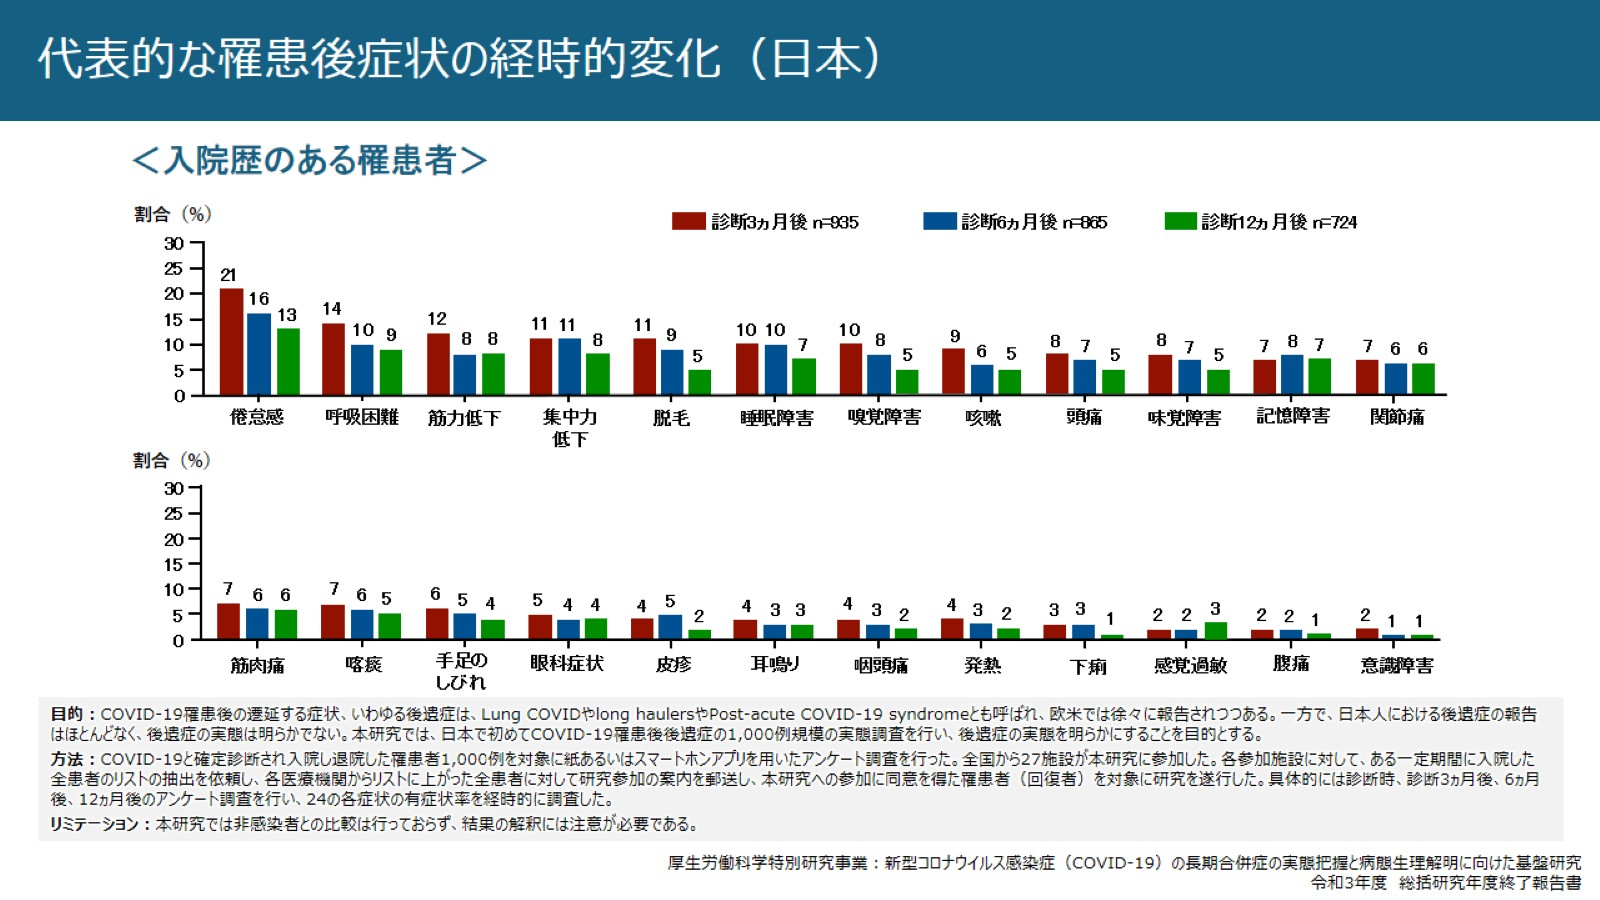 代表的な罹患後症状の経時的変化（日本）
＜入院歴のある罹患者＞
割合（%）
診断3ヵ月後 n=935 診断6ヵ月後 n=865 診断12ヵ月後 n=724
30
25
20
15
10
5
0
21 16 13 14 10 9 12 8 8 11 11 8 11 9 5 10 10 7 10 8 5 9 6 5 8 7 5 8 7 5 7 8 7 7 6 6
倦怠感 呼吸困難 筋力低下 集中力 脱毛 睡眠障害 嗅覚障害 咳嗽 頭痛 味覚障害 記憶障害 関節痛
低下
割合（%）
30
25
20
15
10
5
0
7 6 6 7 6 5 6 5 4 5 4 4 4 5 2 4 3 3 4 3 2 4 3 2 3 3 1 2 2 3 2 2 1 2 1 1
筋肉痛 喀痰 手足の 眼科症状 皮疹 耳鳴り 咽頭痛 発熱 下痢 感覚過敏 腹痛 意識障害
しびれ
目的：COVID-19罹患後の遷延する症状、いわゆる後遺症は、Lung COVIDやlong haulersやPost-acute COVID-19 syndromeとも呼ばれ、欧米では徐々に報告されつつある。一方で、日本人における後遺症の報告
はほとんどなく、後遺症の実態は明らかでない。本研究では、日本で初めてCOVID-19罹患後後遺症の1,000例規模の実態調査を行い、後遺症の実態を明らかにすることを目的とする。
方法：COVID-19と確定診断され入院し退院した罹患者1,000例を対象に紙あるいはスマートホンアプリを用いたアンケート調査を行った。全国から27施設が本研究に参加した。各参加施設に対して、ある一定期間に入院した
全患者のリストの抽出を依頼し、各医療機関からリストに上がった全患者に対して研究参加の案内を郵送し、本研究への参加に同意を得た罹患者（回復者）を対象に研究を遂行した。具体的には診断時、診断3ヵ月後、6ヵ月
後、12ヵ月後のアンケート調査を行い、24の各症状の有症状率を経時的に調査した。
リミテーション：本研究では非感染者との比較は行っておらず、結果の解釈には注意が必要である。
厚生労働科学特別研究事業：新型コロナウイルス感染症（COVID-19）の長期合併症の実態把握と病態生理解明に向けた基盤研究
令和3年度 総括研究年度終了報告書